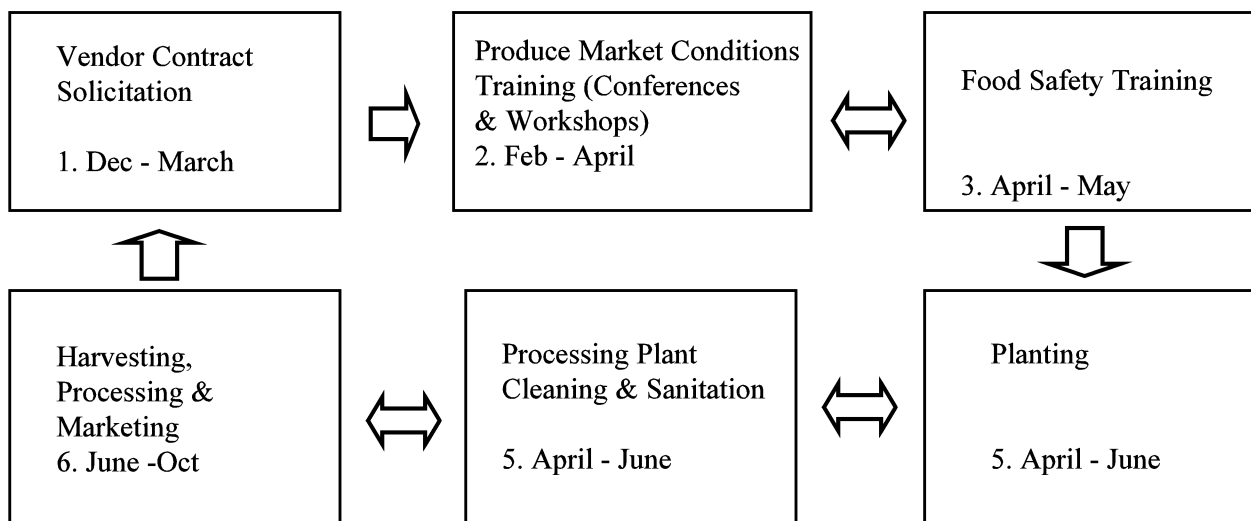 Vendor Contract
Solicitation
1. Dec - March
Produce Market Conditions
Training (Conferences
& Workshops)
2. Feb - April
Food Safety Training
3. April - May
Harvesting,
Processing &
Marketing
6. June -Oct
Processing Plant
Cleaning & Sanitation
5. April - June
Planting
5. April - June